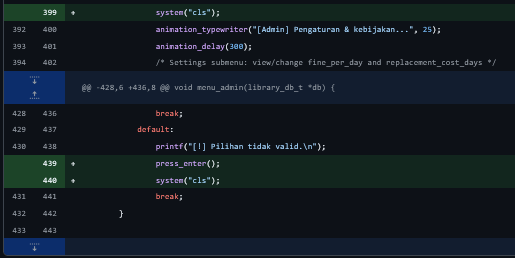 399 + system("cls");
392 400 animation_typewriter("[Admin] Pengaturan & kebijakan...", 25);
393 401 animation_delay(300);
394 402 /* Settings submenu: view/change fine_per_day and replacement_cost_days */
@@ -428,6 +436,8 @@ void menu_admin(library_db_t *db) {
428 436 break;
429 437 default:
430 438 printf("[!] Pilihan tidak valid.\n");
439 + press_enter();
440 + system("cls");
431 441 break;
432 442 }
433 443